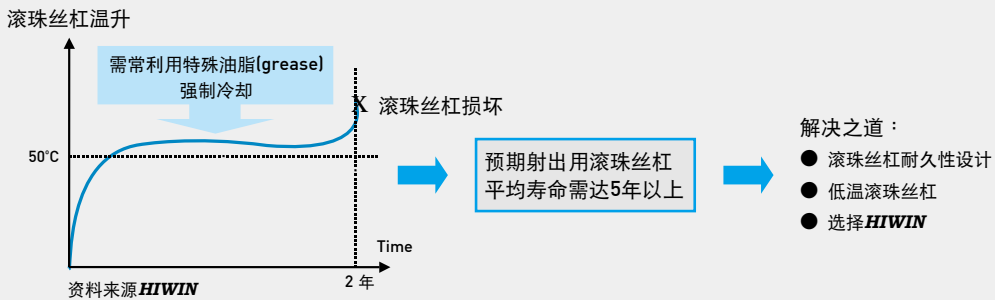 滚珠丝杠温升
需常利用特殊油脂(grease)
强制冷却
X 滚珠丝杠损坏
50℃
Time
2 年
资料来源HIWIN
预期射出用滚珠丝杠
平均寿命需达5年以上
解决之道：
● 滚珠丝杠耐久性设计
● 低温滚珠丝杠
● 选择HIWIN